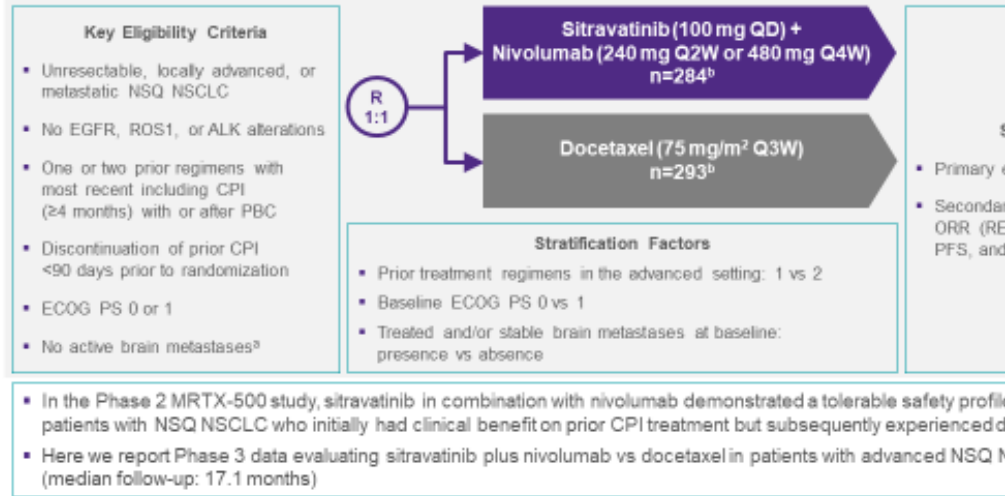 Key Eligibility Criteria
▪ Unresectable, locally advanced, or
metastatic NSQ NSCLC
▪ No EGFR, ROS1, or ALK alterations
▪ One or two prior regimens with
most recent including CPI
(≥4 months) with or after PBC
▪ Discontinuation of prior CPI
<90 days prior to randomization
▪ ECOG PS 0 or 1
▪ No active brain metastasesᵃ
R
1:1
Sitravatinib (100 mg QD) +
Nivolumab (240 mg Q2W or 480 mg Q4W)
n=284ᵇ
Docetaxel (75 mg/m² Q3W)
n=293ᵇ
Stratification Factors
▪ Prior treatment regimens in the advanced setting: 1 vs 2
▪ Baseline ECOG PS 0 vs 1
▪ Treated and/or stable brain metastases at baseline:
presence vs absence
▪ Primary
▪ 
ORR (RE
PFS, and
▪ In the Phase 2 MRTX-500 study, sitravatinib in combination with nivolumab demonstrated a tolerable safety profile
patients with NSQ NSCLC who initially had clinical benefit on prior CPI treatment but subsequently experienced d
▪ Here we report Phase 3 data evaluating sitravatinib plus nivolumab vs docetaxel in patients with advanced NSQ N
(median follow-up: 17.1 months)